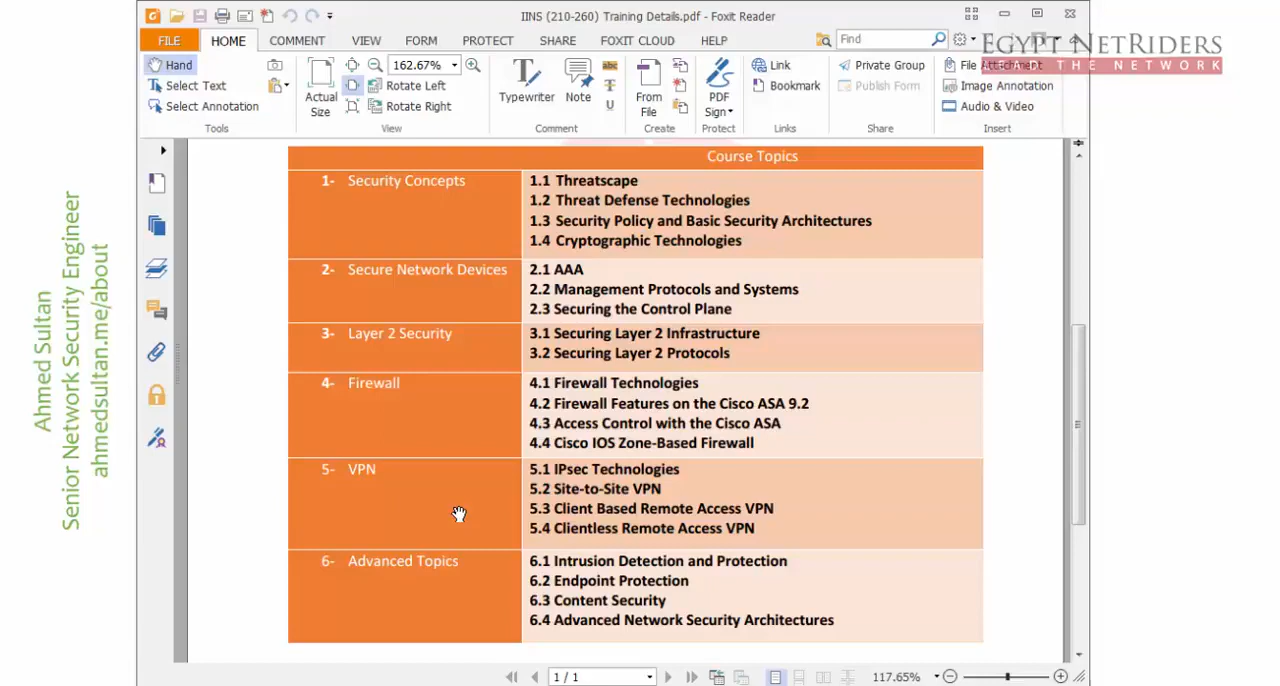 IINS (210-260) Training Details.pdf - Foxit Reader
FILE HOME COMMENT VIEW FORM PROTECT SHARE FOXIT CLOUD HELP
Find
EGYPT NETRIDERS
LEAD THE NETWORK
Hand
Select Text
Select Annotation
Tools
Actual
Size
162.67%
Rotate Left
Rotate Right
View
Typewriter
Note
Comment
From
File
Create
PDF
Sign
Protect
Link
Bookmark
Links
Private Group
Publish Form
Share
File Attachment
Image Annotation
Audio & Video
Insert
Ahmed Sultan
Senior Network Security Engineer
ahmedsultan.me/about
Course Topics
1- Security Concepts
1.1 Threatscape
1.2 Threat Defense Technologies
1.3 Security Policy and Basic Security Architectures
1.4 Cryptographic Technologies
2- Secure Network Devices
2.1 AAA
2.2 Management Protocols and Systems
2.3 Securing the Control Plane
3- Layer 2 Security
3.1 Securing Layer 2 Infrastructure
3.2 Securing Layer 2 Protocols
4- Firewall
4.1 Firewall Technologies
4.2 Firewall Features on the Cisco ASA 9.2
4.3 Access Control with the Cisco ASA
4.4 Cisco IOS Zone-Based Firewall
5- VPN
5.1 IPsec Technologies
5.2 Site-to-Site VPN
5.3 Client Based Remote Access VPN
5.4 Clientless Remote Access VPN
6- Advanced Topics
6.1 Intrusion Detection and Protection
6.2 Endpoint Protection
6.3 Content Security
6.4 Advanced Network Security Architectures
1 / 1
117.65%